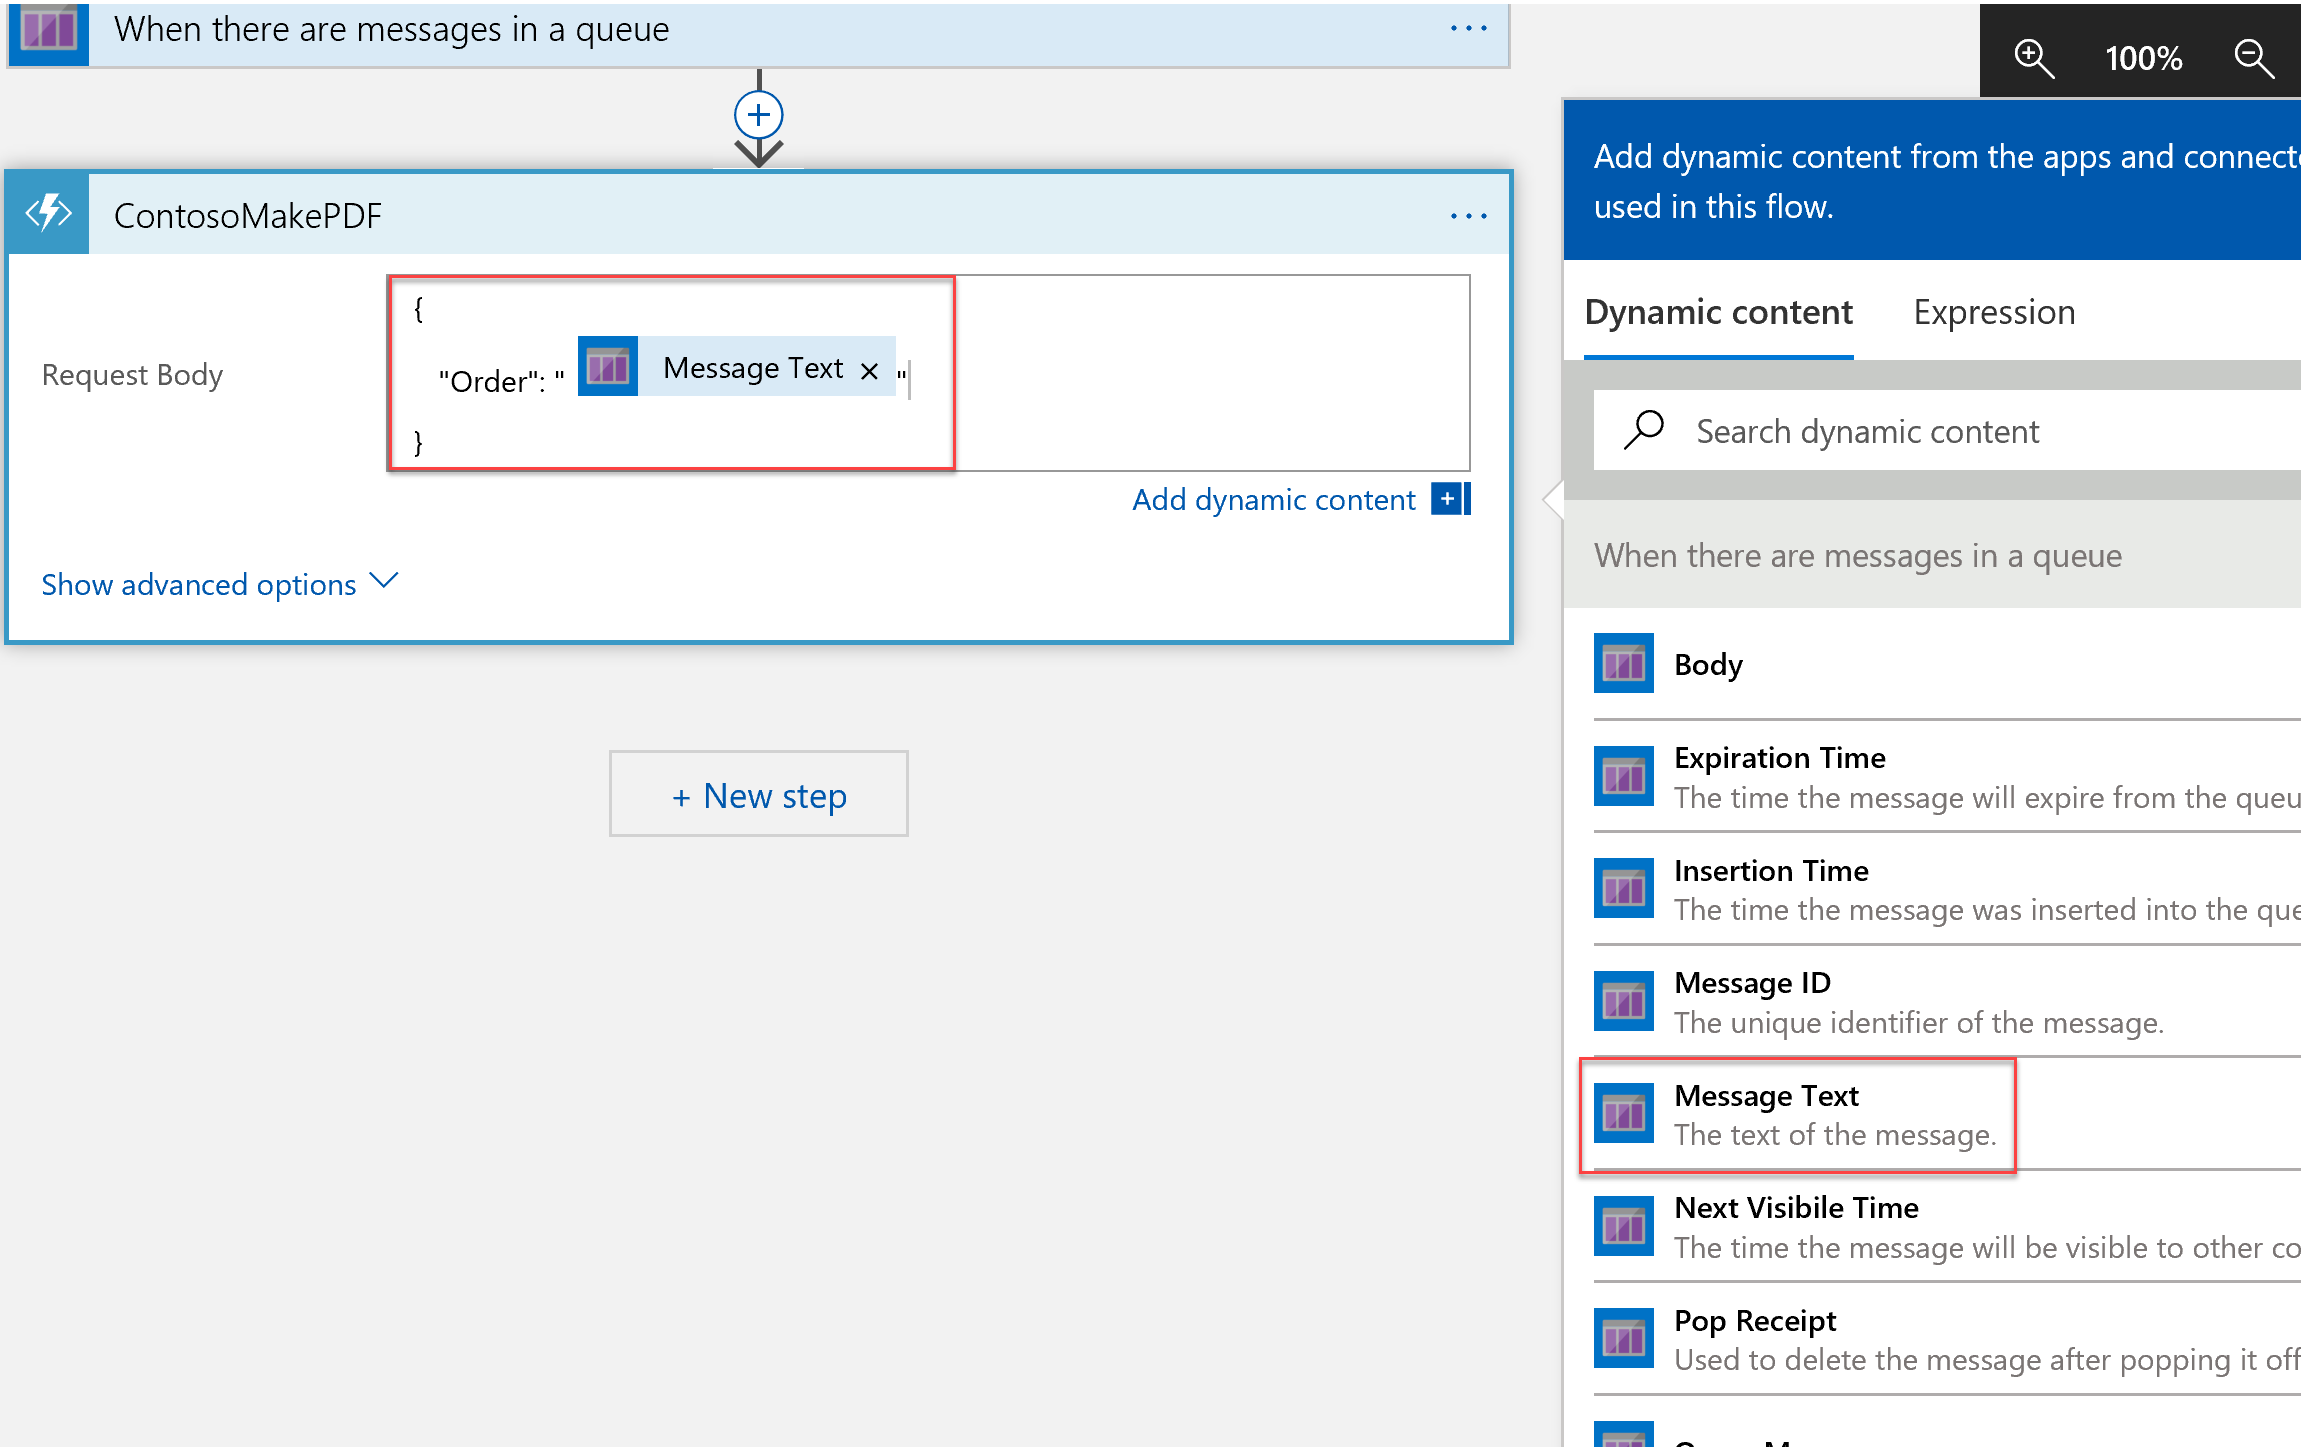 When there are messages in a queue
...
100%
ContosoMakePDF
...
Request Body
{
"Order": " Message Text × "
}
Add dynamic content
Show advanced options
+ New step
Add dynamic content from the apps and
used in this flow.
Dynamic content Expression
Search dynamic content
When there are messages in a queue
Body
Expiration Time
The time the message will expire from the
Insertion Time
The time the message was inserted into the
Message ID
The unique identifier of the message.
Message Text
The text of the message.
Next Visibile Time
The time the message will be visible to other
Pop Receipt
Used to delete the message after popping it off